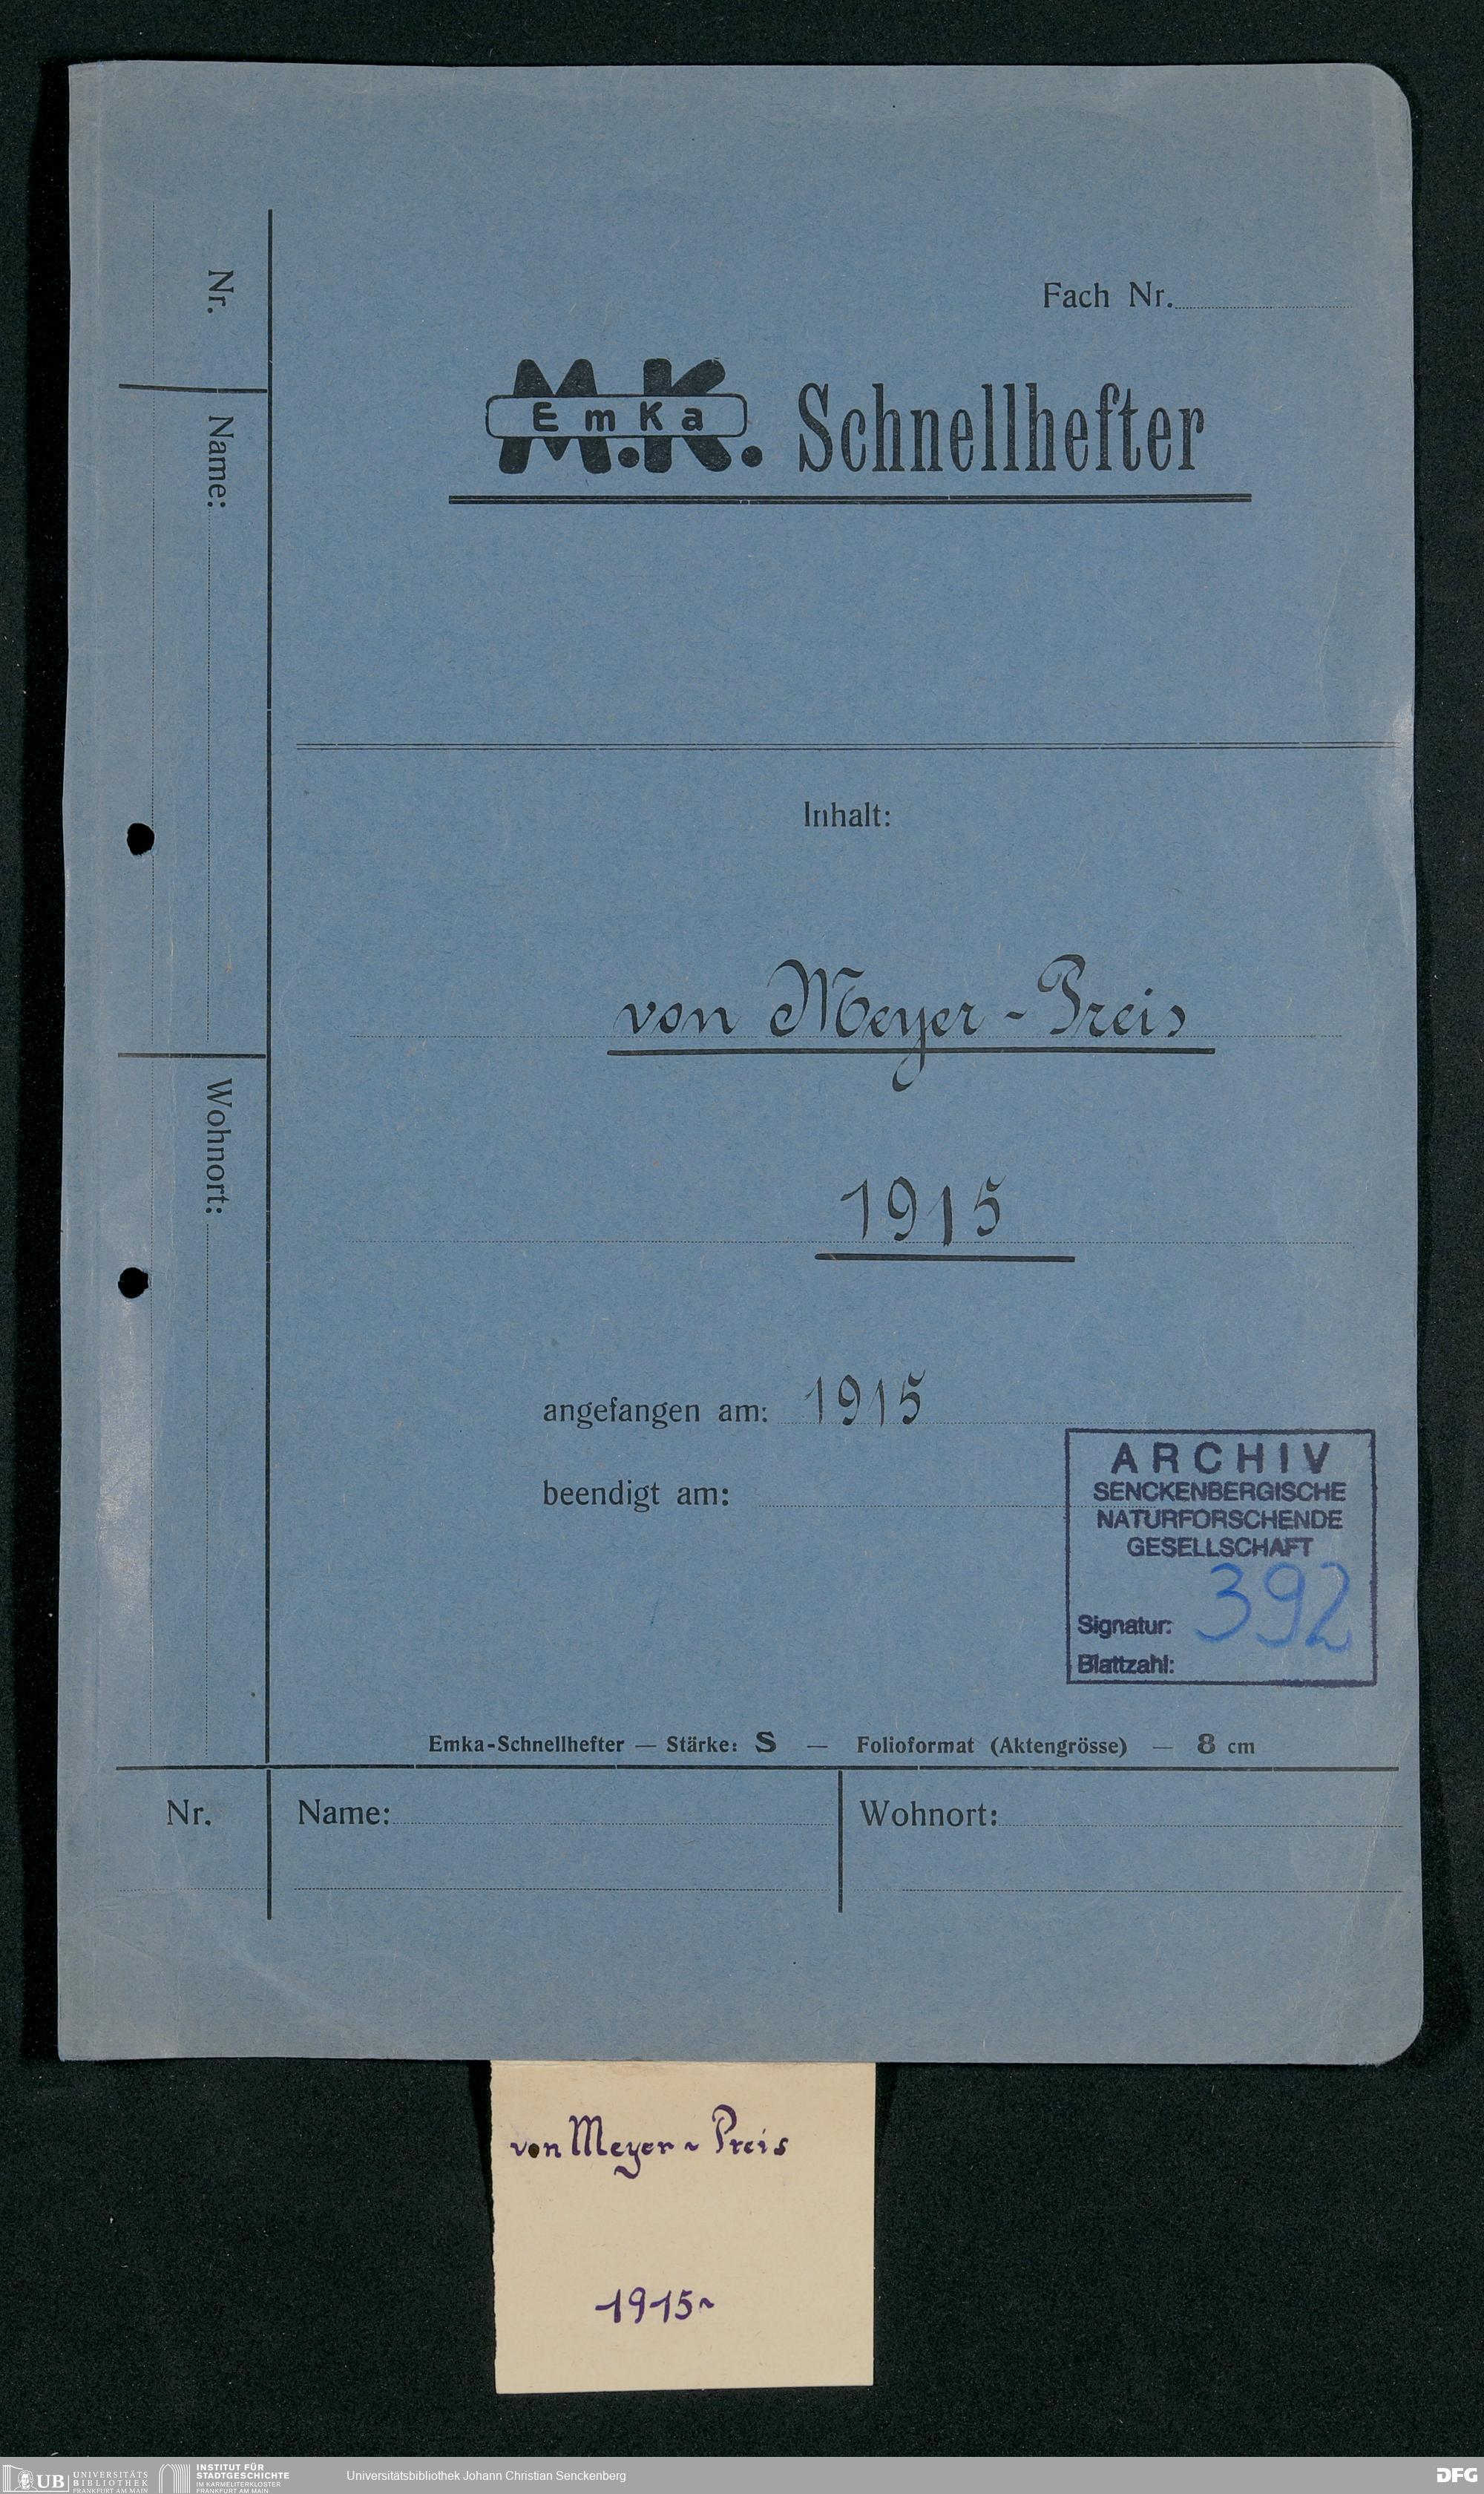 Fach Nr.
M.K.
EmKa
Schnellhefter
Nr.
Name:
Wohnort:
Inhalt:
von Meyer-Preis
1915
angefangen am: 1915
beendigt am:
ARCHIV
SENCKENBERGISCHE
NATURFORSCHENDE
GESELLSCHAFT
Signatur: 392
Blattzahl:
Emka-Schnellhefter — Stärke: S — Folioformat (Aktengrösse) — 8 cm
Nr. Name: Wohnort:
von Meyer-Preis
1915-
UB
UNIVERSITÄTS
BIBLIOTHEK
FRANKFURT AM MAIN
INSTITUT FÜR
STADTGESCHICHTE
IM KARMELITERKLOSTER
FRANKFURT AM MAIN
Universitätsbibliothek Johann Christian Senckenberg
DFG